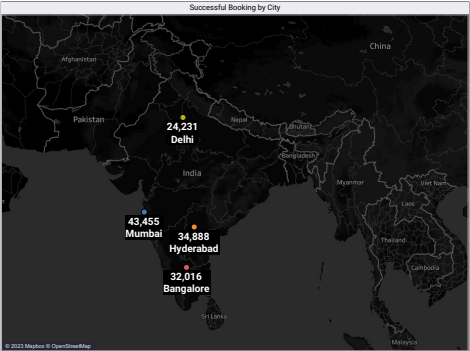 Successful Booking by City
China
Afghanistan
Pakistan
Nepal
Bhutan
24,231
Delhi
Bangladesh
India
Myanmar
Viet Nam
Laos
43,455
Mumbai
34,888
Hyderabad
Thailand
Cambodia
32,016
Bangalore
Sri Lanka
Malaysia
© 2023 Mapbox © OpenStreetMap